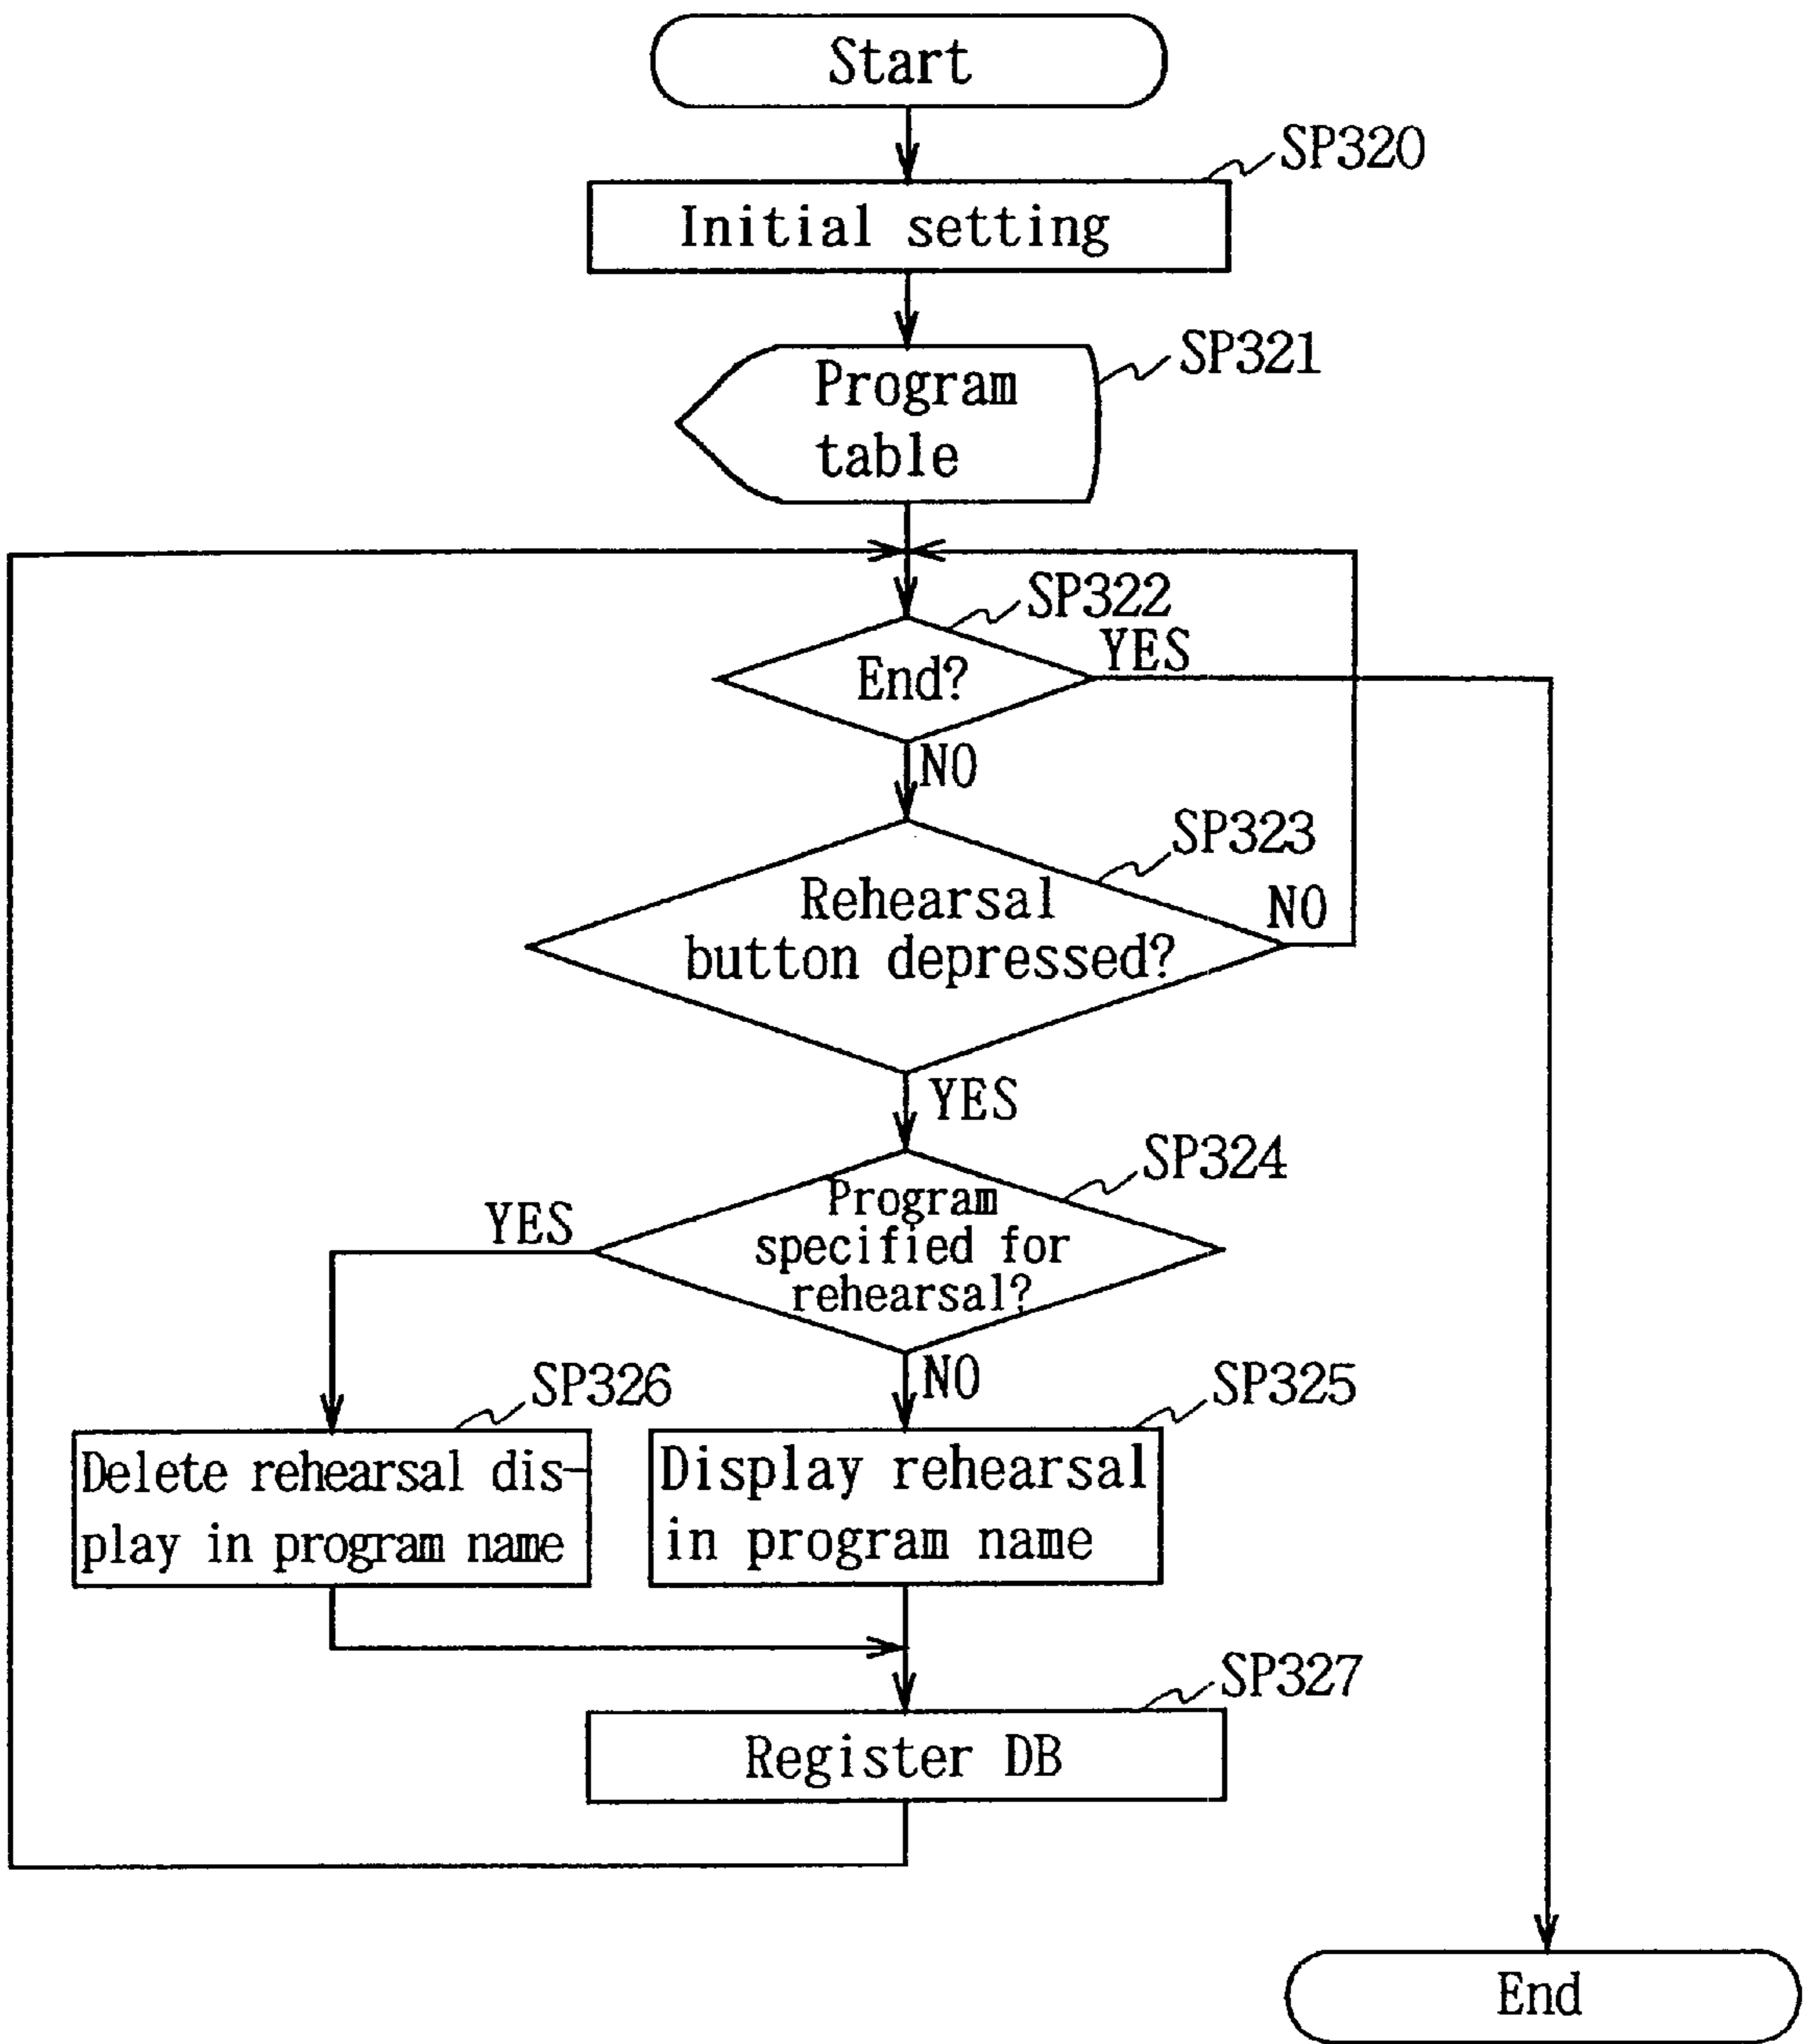 Start
SP320
Initial setting
SP321
Program
table
SP322
End?
YES
NO
SP323
Rehearsal
button depressed?
NO
YES
SP324
Program
specified for
rehearsal?
YES
NO
SP326
Delete rehearsal dis-
play in program name
SP325
Display rehearsal
in program name
SP327
Register DB
End